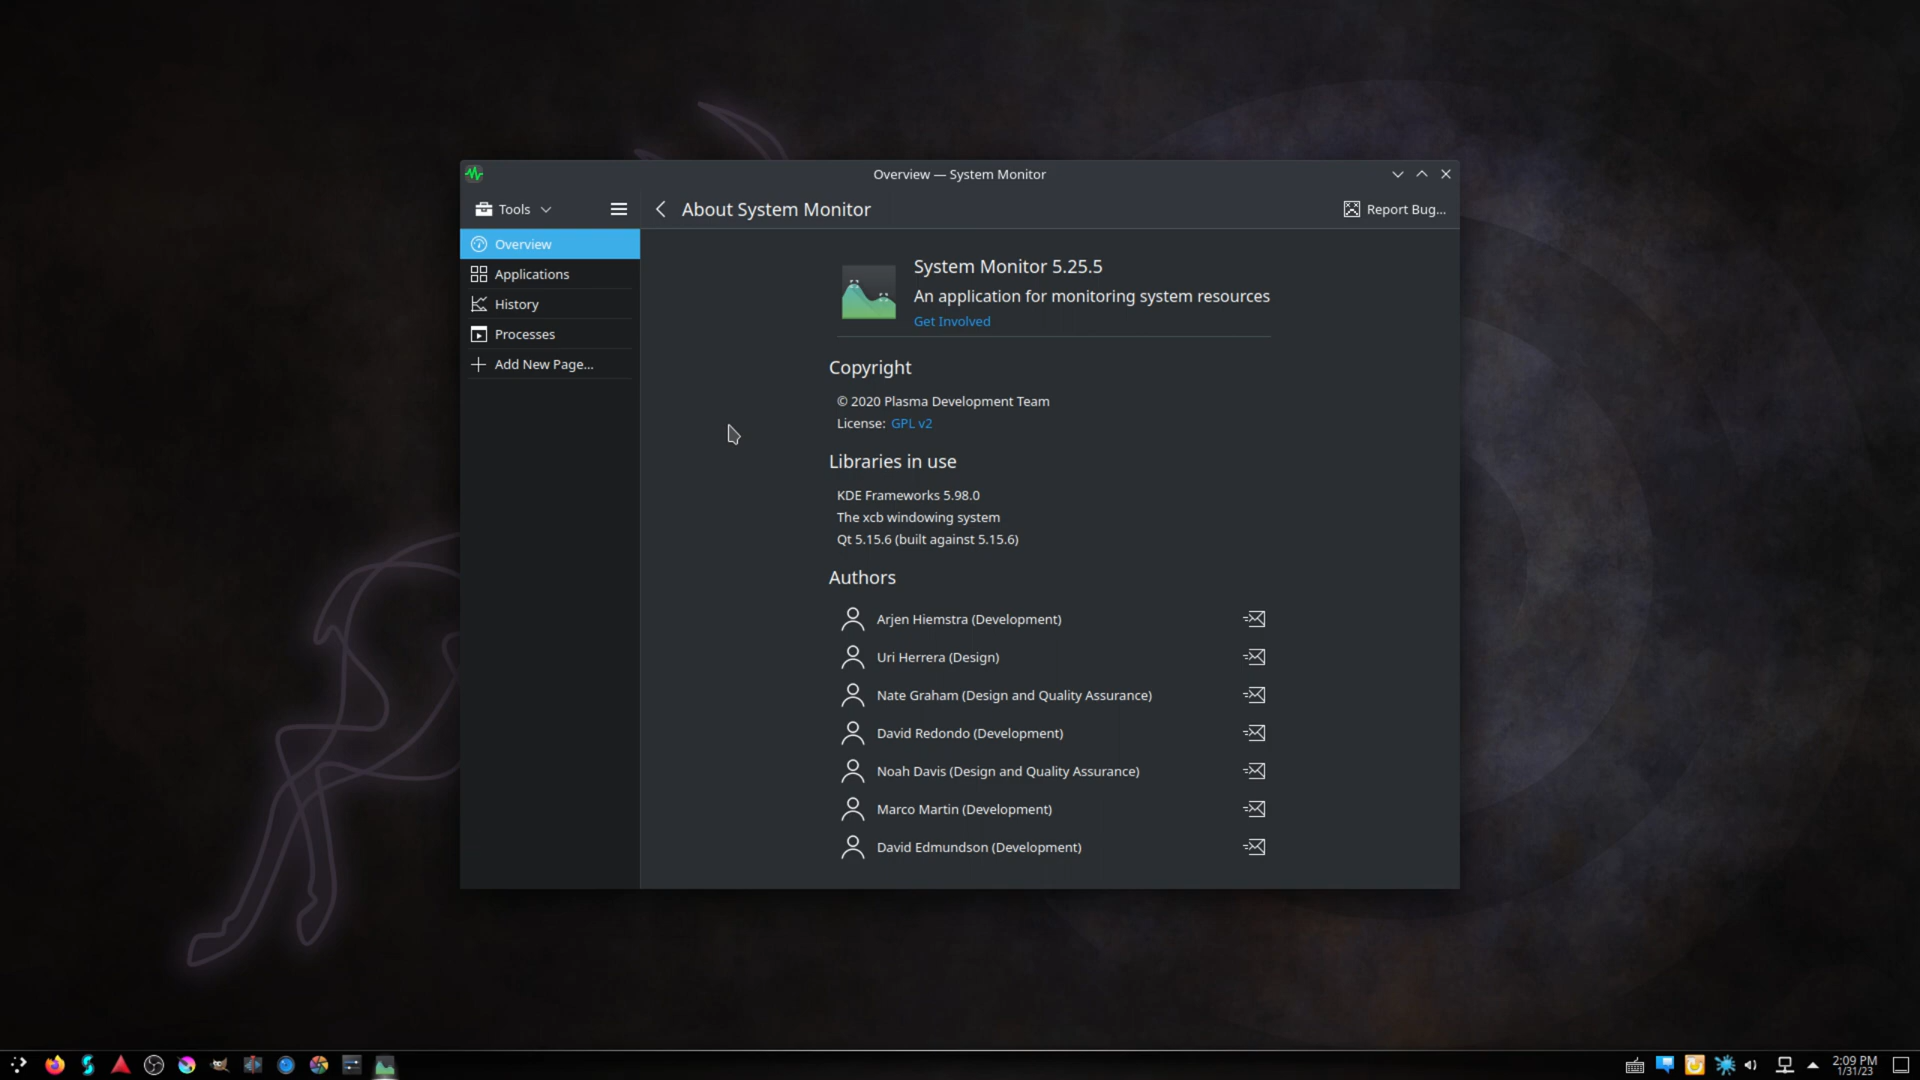 Overview — System Monitor
Tools
About System Monitor
Report Bug...
Overview
Applications
History
Processes
Add New Page...
System Monitor 5.25.5
An application for monitoring system resources
Get Involved
Copyright
© 2020 Plasma Development Team
License: GPL v2
Libraries in use
KDE Frameworks 5.98.0
The xcb windowing system
Qt 5.15.6 (built against 5.15.6)
Authors
Arjen Hiemstra (Development)
Uri Herrera (Design)
Nate Graham (Design and Quality Assurance)
David Redondo (Development)
Noah Davis (Design and Quality Assurance)
Marco Martin (Development)
David Edmundson (Development)
2:09 PM
1/31/23